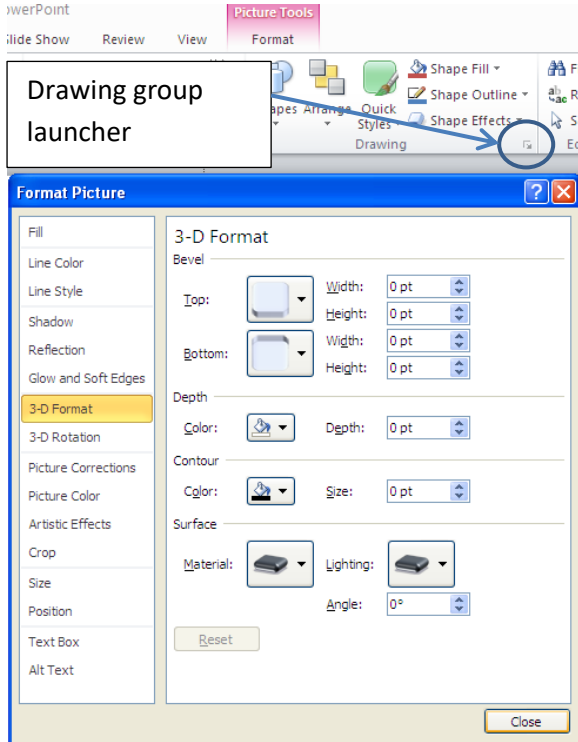 owerPoint
Picture Tools
Slide Show Review View Format
Drawing group
launcher
apes Arrange Quick
Styles
Shape Fill
Shape Outline
Shape Effects
Drawing
F
R
S
Ed
Format Picture
Fill
Line Color
Line Style
Shadow
Reflection
Glow and Soft Edges
3-D Format
3-D Rotation
Picture Corrections
Picture Color
Artistic Effects
Crop
Size
Position
Text Box
Alt Text
3-D Format
Bevel
Top:
Width: 0 pt
Height: 0 pt
Bottom:
Width: 0 pt
Height: 0 pt
Depth
Color: Depth: 0 pt
Contour
Color: Size: 0 pt
Surface
Material: Lighting:
Angle: 0°
Reset
Close